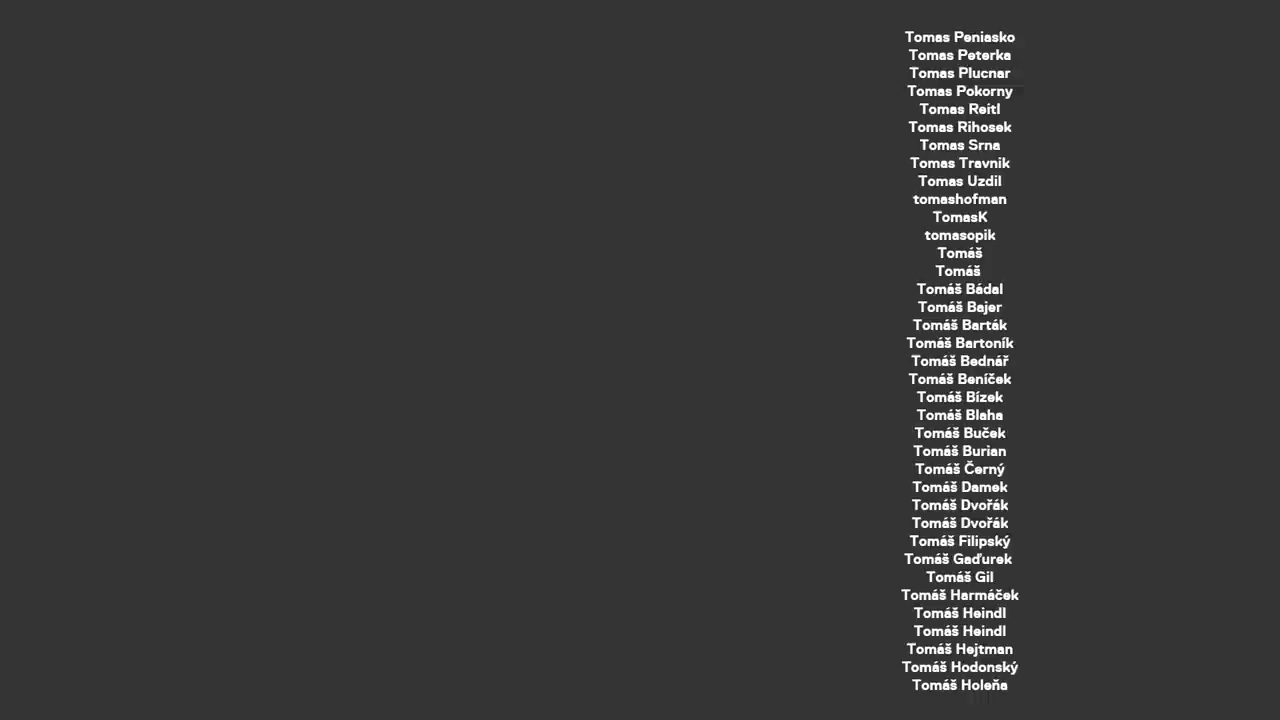 Tomas Peniasko
Tomas Peterka
Tomas Plucnar
Tomas Pokorny
Tomas Reitl
Tomas Rihosek
Tomas Srna
Tomas Travnik
Tomas Uzdil
tomashofman
TomasK
tomasopik
Tomáš
Tomáš
Tomáš Bádal
Tomáš Bajer
Tomáš Barták
Tomáš Bartoník
Tomáš Bednář
Tomáš Beníček
Tomáš Bízek
Tomáš Blaha
Tomáš Buček
Tomáš Burian
Tomáš Černý
Tomáš Damek
Tomáš Dvořák
Tomáš Dvořák
Tomáš Filipský
Tomáš Gaďurek
Tomáš Gil
Tomáš Harmáček
Tomáš Heindl
Tomáš Heindl
Tomáš Hejtman
Tomáš Hodonský
Tomáš Holeňa